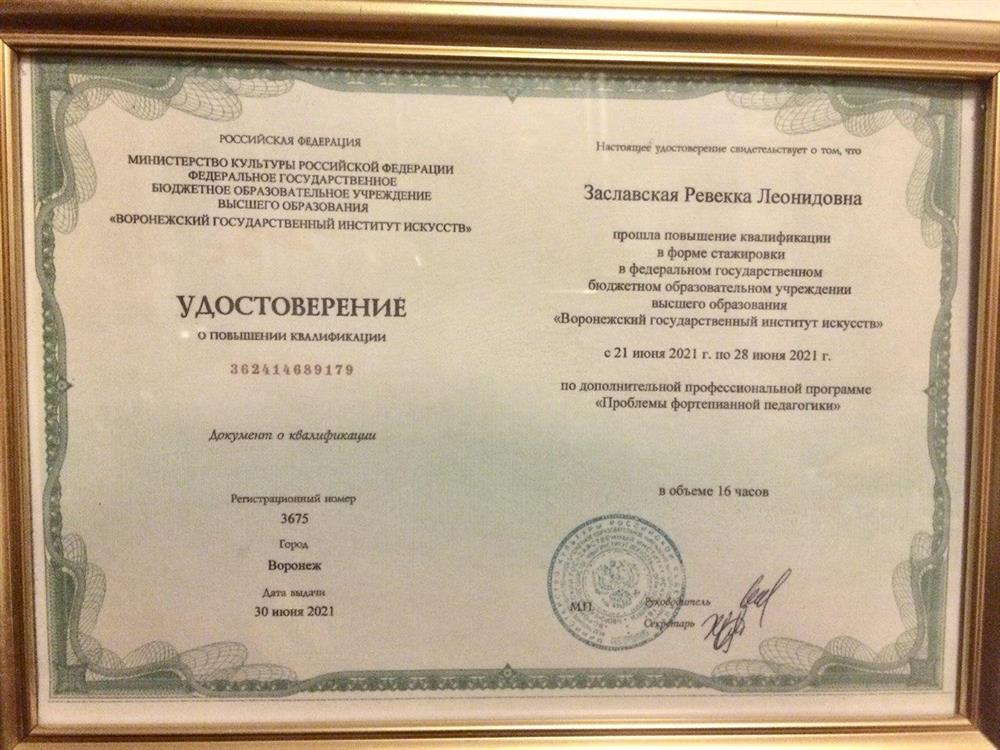 РОССИЙСКАЯ ФЕДЕРАЦИЯ
МИНИСТЕРСТВО КУЛЬТУРЫ РОССИЙСКОЙ ФЕДЕРАЦИИ
ФЕДЕРАЛЬНОЕ ГОСУДАРСТВЕННОЕ
БЮДЖЕТНОЕ ОБРАЗОВАТЕЛЬНОЕ УЧРЕЖДЕНИЕ
ВЫСШЕГО ОБРАЗОВАНИЯ
«ВОРОНЕЖСКИЙ ГОСУДАРСТВЕННЫЙ ИНСТИТУТ ИСКУССТВ»
УДОСТОВЕРЕНИЕ
О ПОВЫШЕНИИ КВАЛИФИКАЦИИ
362414689179
Документ о квалификации
Регистрационный номер
3675
Город
Воронеж
Дата выдачи
30 июня 2021
Настоящее удостоверение свидетельствует о том, что
Заславская Ревекка Леонидовна
прошла повышение квалификации
в форме стажировки
в федеральном государственном
бюджетном образовательном учреждении
высшего образования
«Воронежский государственный институт искусств»
с 21 июня 2021 г. по 28 июня 2021 г.
по дополнительной профессиональной программе
«Проблемы фортепианной педагогики»
в объеме 16 часов
М.П.
Руководитель
Секретарь